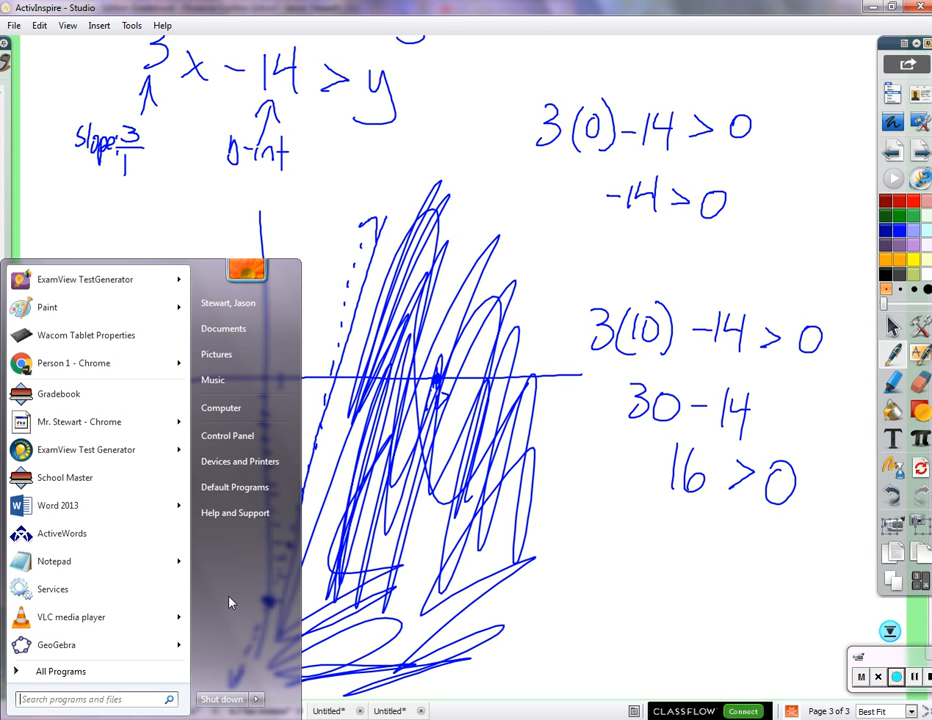 ActivInspire - Studio
File Edit View Insert Tools Help
3x - 14 > y
Slope: 3/1
y-int
3(0) - 14 > 0
-14 > 0
3(10) - 14 > 0
30 - 14
16 > 0
ExamView TestGenerator
Paint
Wacom Tablet Properties
Person 1 - Chrome
Gradebook
Mr. Stewart - Chrome
ExamView Test Generator
School Master
Word 2013
ActiveWords
Notepad
Services
VLC media player
GeoGebra
All Programs
Search programs and files
Stewart, Jason
Documents
Pictures
Music
Computer
Control Panel
Devices and Printers
Default Programs
Help and Support
Shut down
M
Untitled* Untitled* CLASSFLOW Connect Page 3 of 3 Best Fit